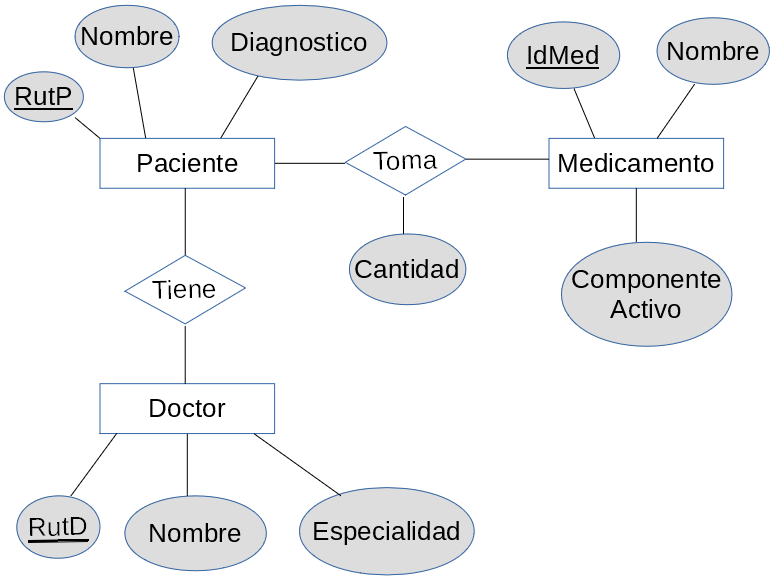 Nombre
Diagnostico
RutP
IdMed
Nombre
Paciente
Toma
Medicamento
Cantidad
Componente
Activo
Tiene
Doctor
RutD
Nombre
Especialidad